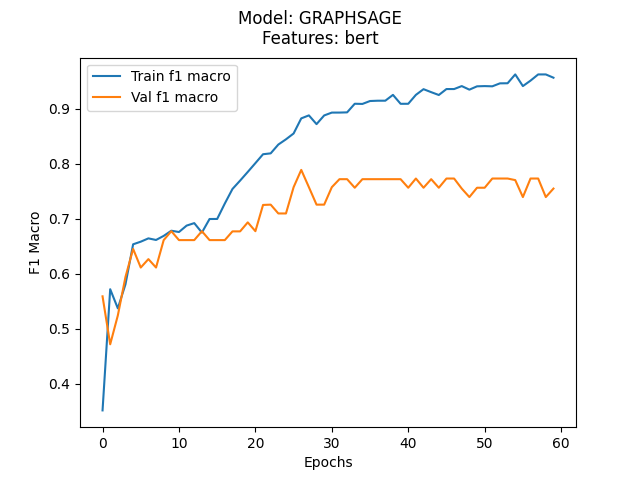 Model: GRAPHSAGE
Features: bert
Train f1 macro
Val f1 macro
F1 Macro
0.9
0.8
0.7
0.6
0.5
0.4
0 10 20 30 40 50 60
Epochs